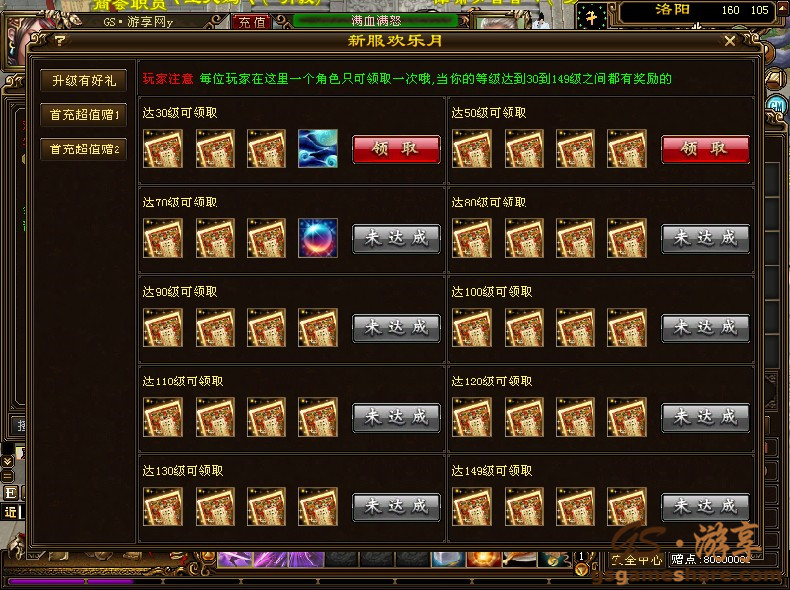 GS·游享网y
充值
满血满怒
洛阳
160 105
?
新服欢乐月
升级有好礼
首充超值赠1
首充超值赠2
玩家注意 每位玩家在这里一个角色只可领取一次哦,当你的等级达到30到149级之间都有奖励的
达30级可领取
领取
达50级可领取
领取
达70级可领取
未达成
达80级可领取
未达成
达90级可领取
未达成
达100级可领取
未达成
达110级可领取
未达成
达120级可领取
未达成
达130级可领取
未达成
达149级可领取
未达成
GM
E
近
1
安全中心
赠点:
GS·游享
gsgameshare.com